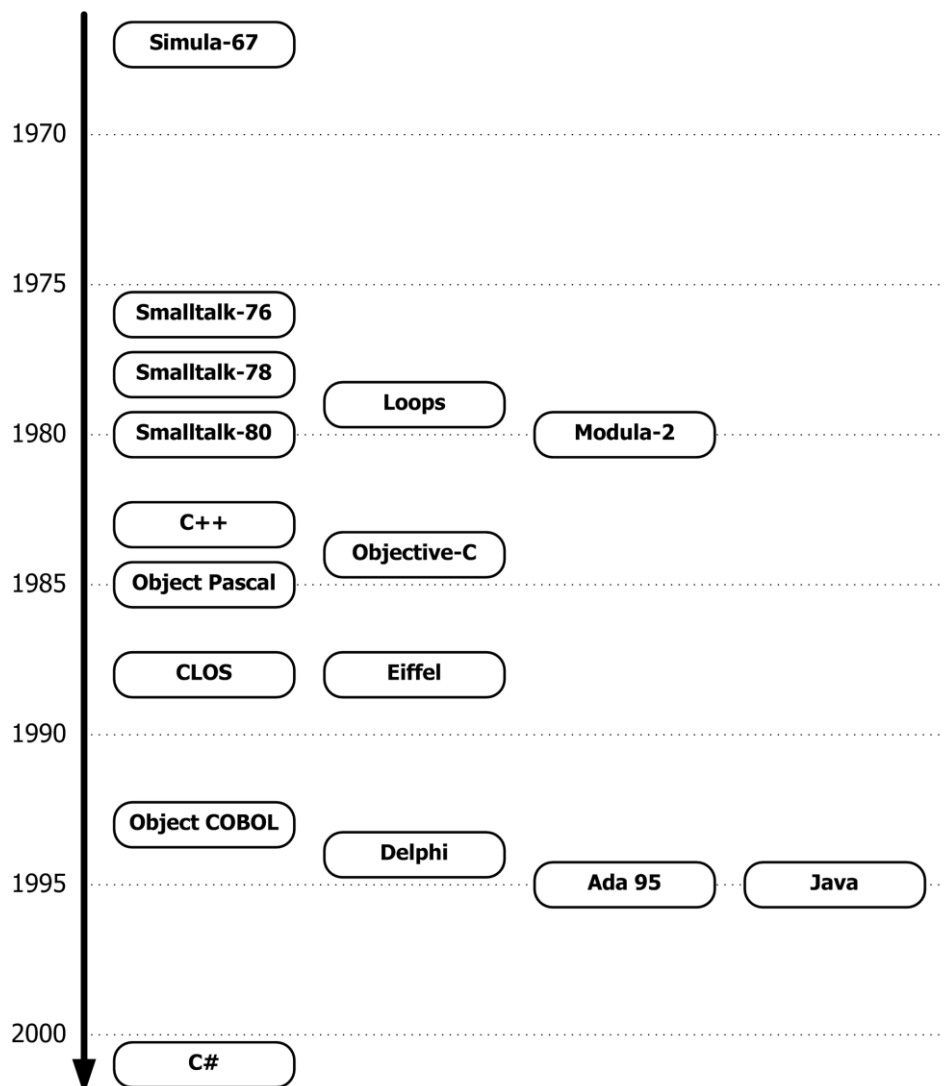 Simula-67
1970
1975
Smalltalk-76
Smalltalk-78
Loops
1980
Smalltalk-80
Modula-2
C++
Objective-C
1985
Object Pascal
CLOS
Eiffel
1990
Object COBOL
Delphi
1995
Ada 95
Java
2000
C#